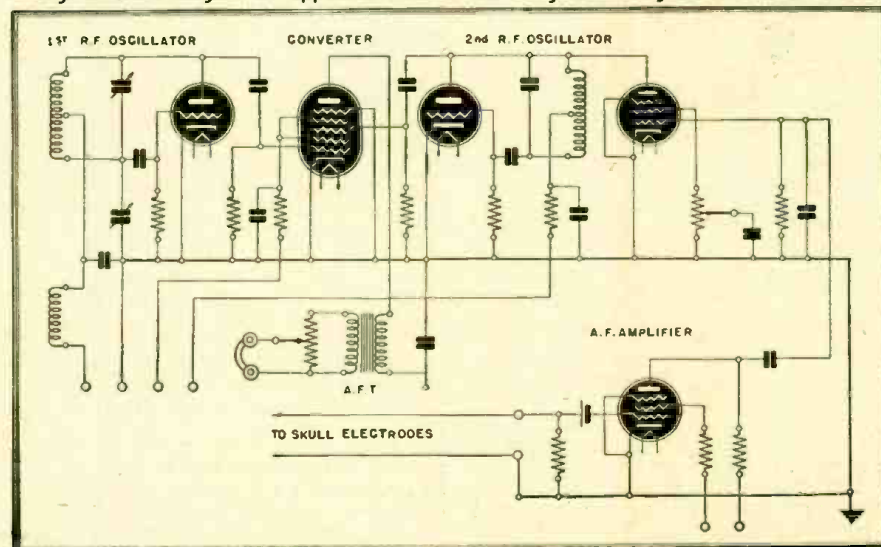 1ST R.F. OSCILLATOR
CONVERTER
2nd R.F. OSCILLATOR
A.F.T
A.F. AMPLIFIER
TO SKULL ELECTRODES